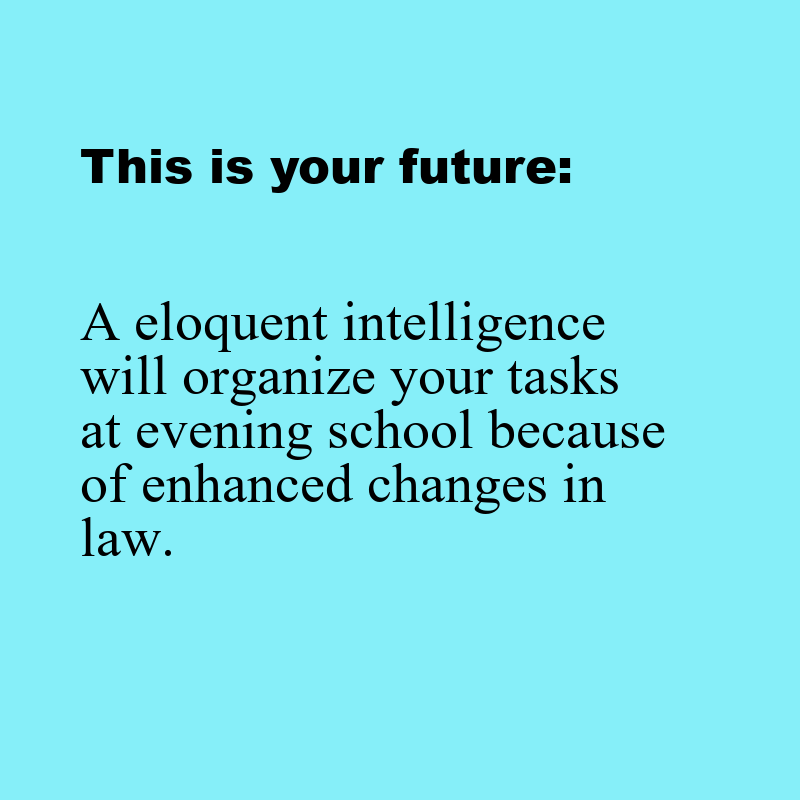 This is your future:
A eloquent intelligence
will organize your tasks
at evening school because
of enhanced changes in
law.